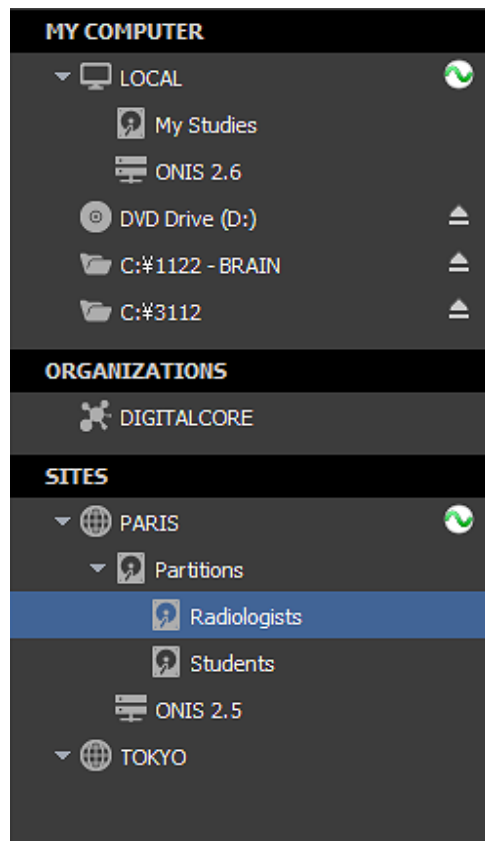 MY COMPUTER
LOCAL
My Studies
ONIS 2.6
DVD Drive (D:)
C:¥1122 - BRAIN
C:¥3112
ORGANIZATIONS
DIGITALCORE
SITES
PARIS
Partitions
Radiologists
Students
ONIS 2.5
TOKYO